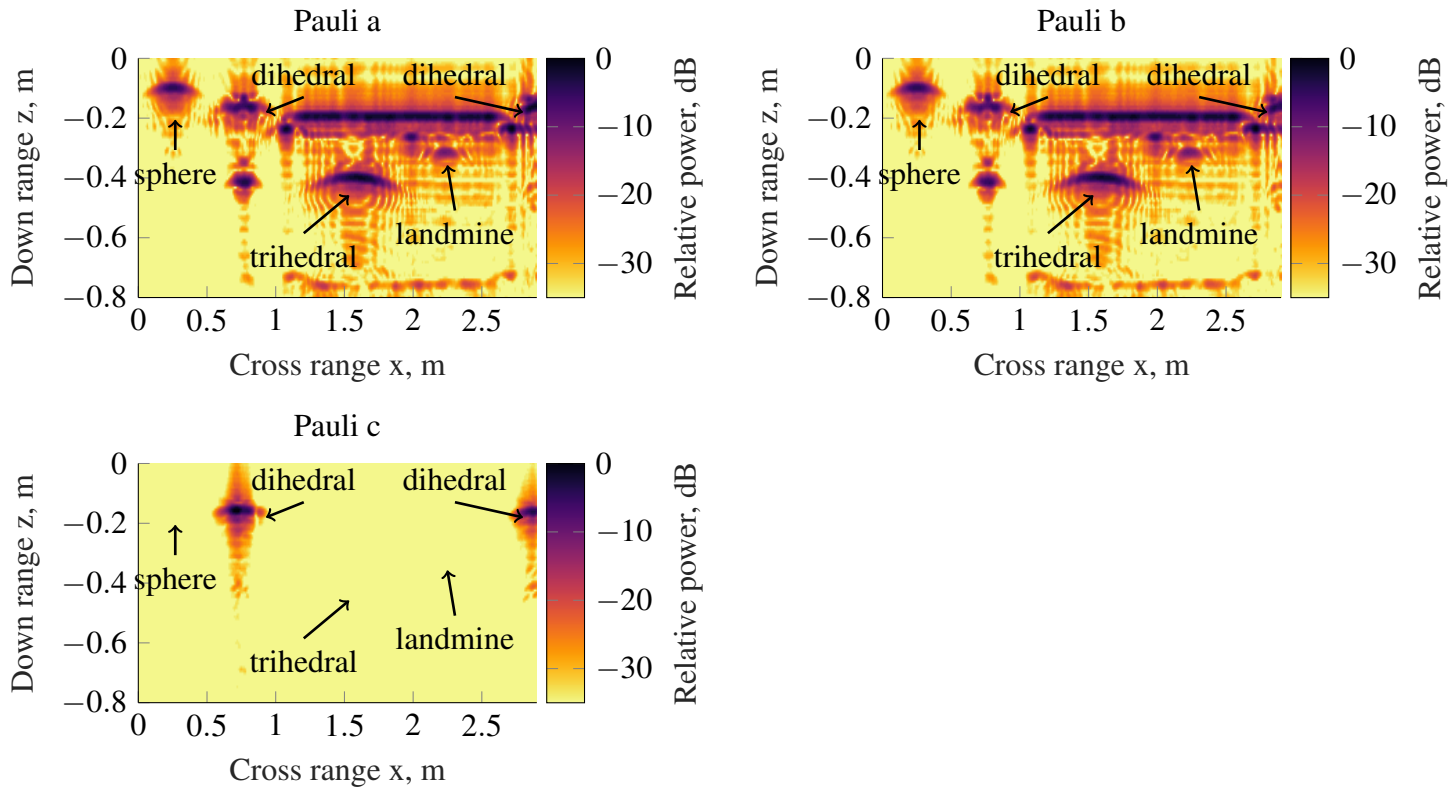 Pauli a
0
−0.2
−0.4
−0.6
−0.8
Down range z, m
dihedral
dihedral
sphere
trihedral
landmine
0
0.5
1
1.5
2
2.5
Cross range x, m
0
−10
−20
−30
Relative power, dB
Pauli b
0
−0.2
−0.4
−0.6
−0.8
Down range z, m
dihedral
dihedral
sphere
trihedral
landmine
0
0.5
1
1.5
2
2.5
Cross range x, m
0
−10
−20
−30
Relative power, dB
Pauli c
0
−0.2
−0.4
−0.6
−0.8
Down range z, m
dihedral
dihedral
sphere
trihedral
landmine
0
0.5
1
1.5
2
2.5
Cross range x, m
0
−10
−20
−30
Relative power, dB